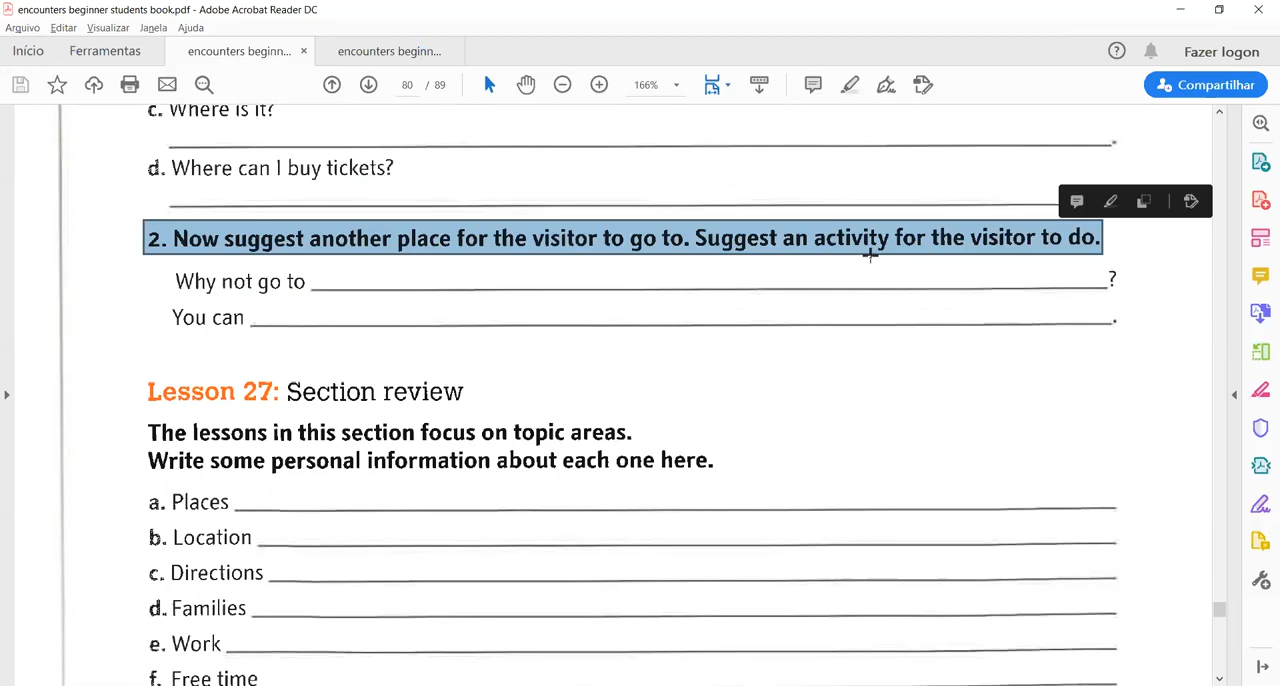 encounters beginner students book.pdf - Adobe Acrobat Reader DC
Arquivo Editar Visualizar Janela Ajuda
Início Ferramentas encounters beginn... × encounters beginn... Fazer logon
80 / 89 166% Compartilhar
c. Where is it?
d. Where can I buy tickets?
2. Now suggest another place for the visitor to go to. Suggest an activity for the visitor to do.
Why not go to ?
You can .
Lesson 27: Section review
The lessons in this section focus on topic areas.
Write some personal information about each one here.
a. Places
b. Location
c. Directions
d. Families
e. Work
f. Free time